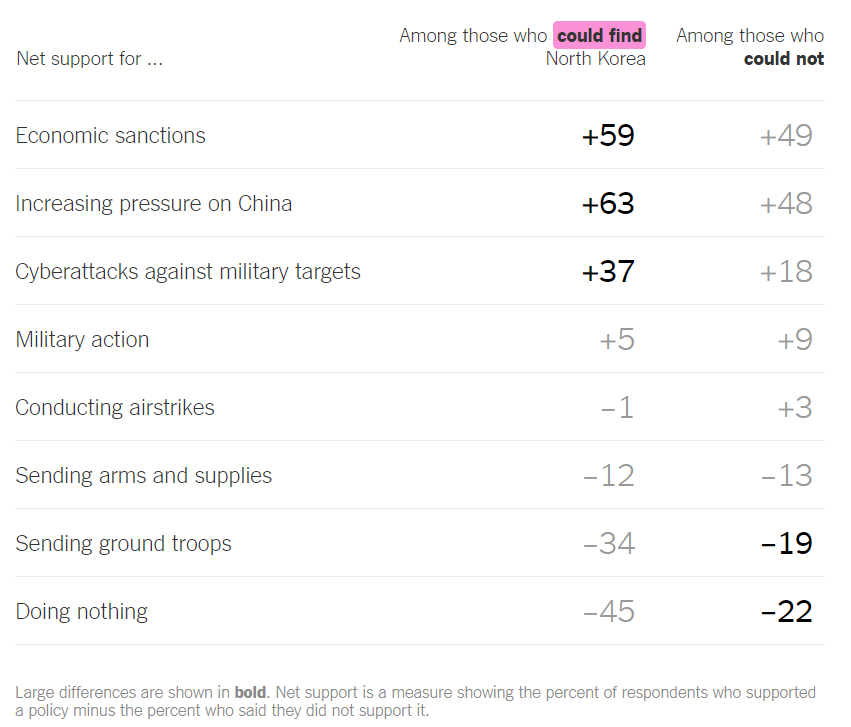 Among those who could find Among those who
Net support for ... North Korea could not
Economic sanctions +59 +49
Increasing pressure on China +63 +48
Cyberattacks against military targets +37 +18
Military action +5 +9
Conducting airstrikes −1 +3
Sending arms and supplies −12 −13
Sending ground troops −34 −19
Doing nothing −45 −22
Large differences are shown in bold. Net support is a measure showing the percent of respondents who supported
a policy minus the percent who said they did not support it.